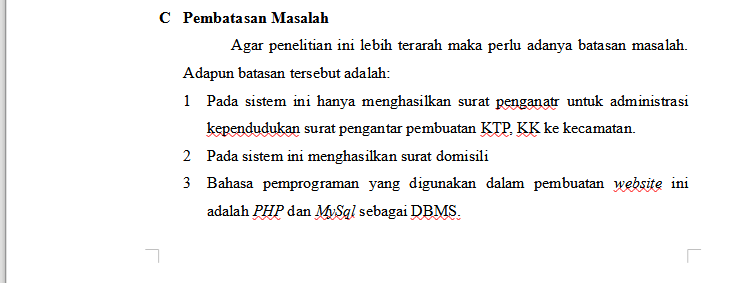 C Pembatasan Masalah
Agar penelitian ini lebih terarah maka perlu adanya batasan masalah.
Adapun batasan tersebut adalah:
1 Pada sistem ini hanya menghasilkan surat penganatr untuk administrasi
kependudukan surat pengantar pembuatan KTP, KK ke kecamatan.
2 Pada sistem ini menghasilkan surat domisili
3 Bahasa pemprograman yang digunakan dalam pembuatan website ini
adalah PHP dan MySql sebagai DBMS.